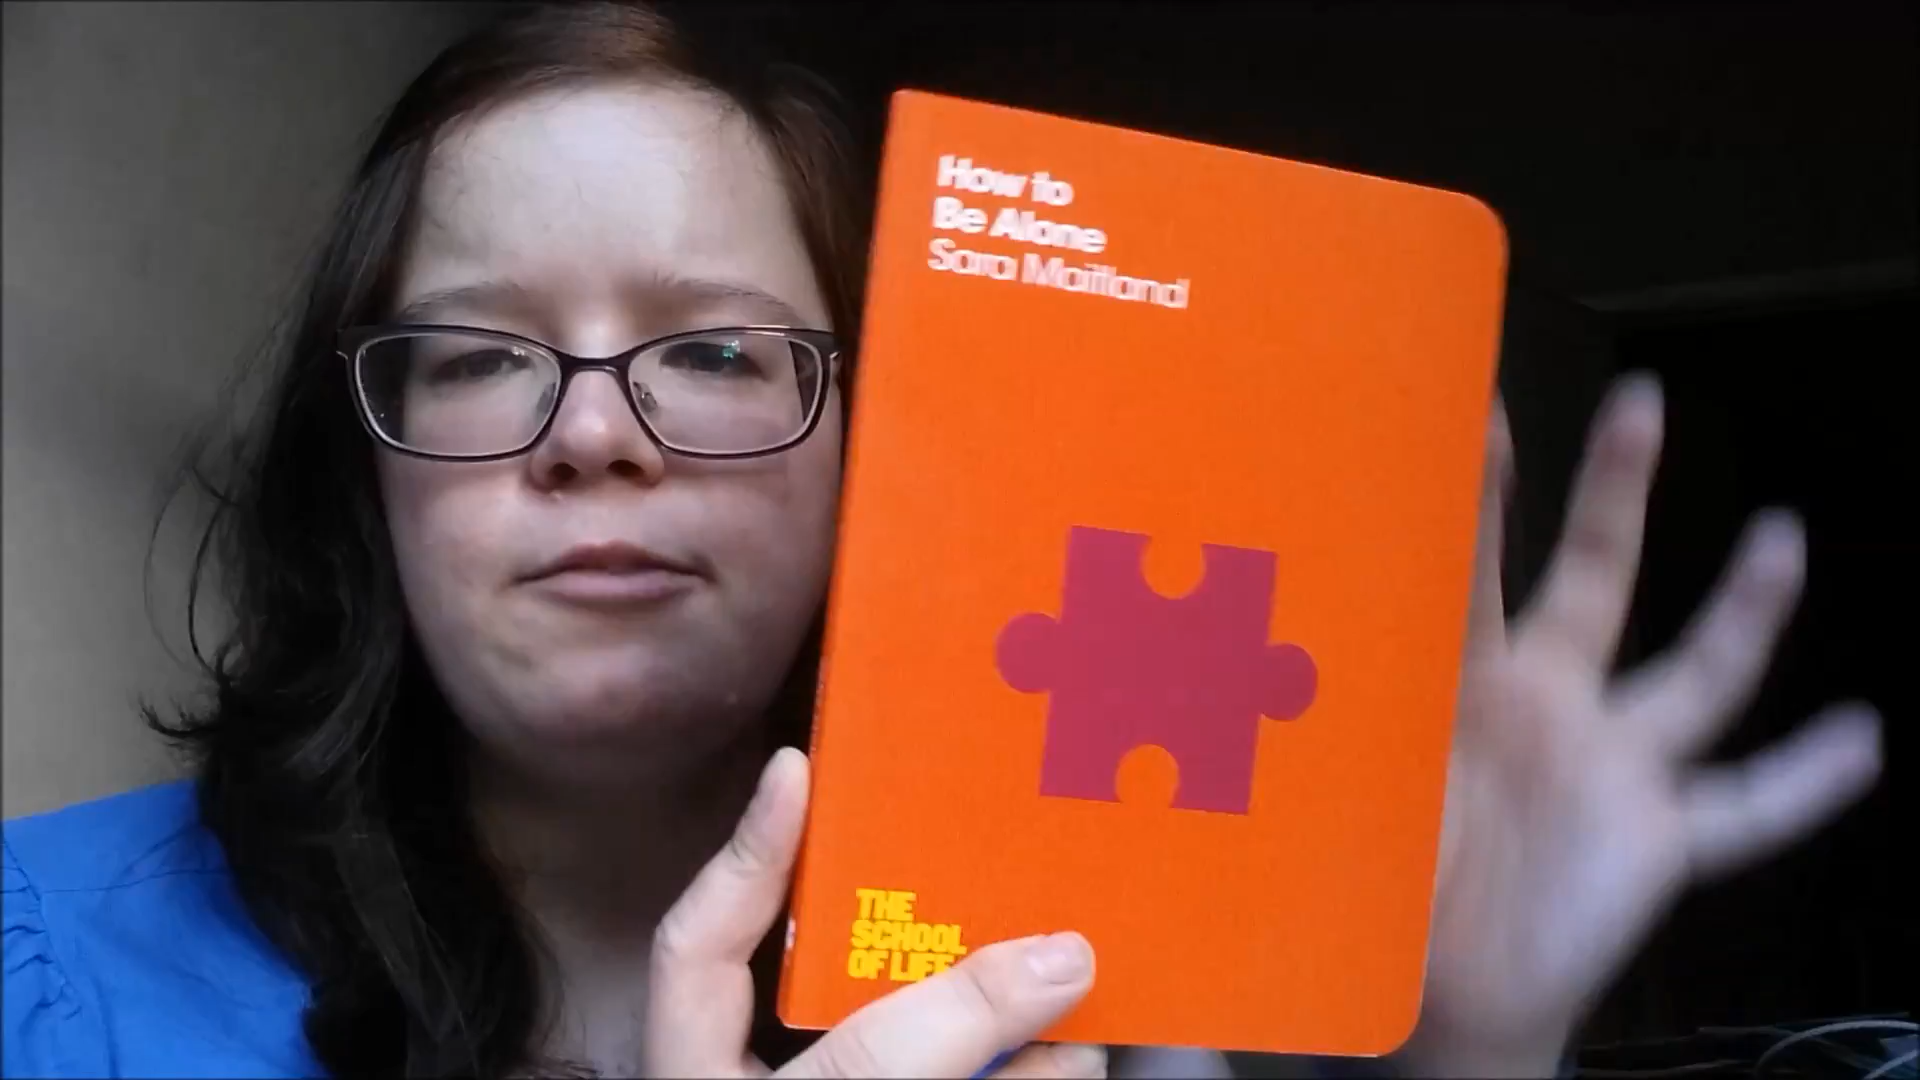 How to
Be Alone
Sara Maitland
THE
SCHOOL
OF LIFE